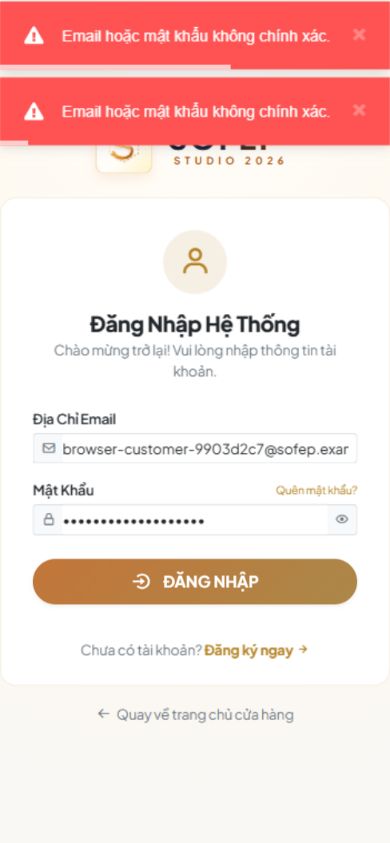 Email hoặc mật khẩu không chính xác.
Email hoặc mật khẩu không chính xác.
STUDIO 2026
Đăng Nhập Hệ Thống
Chào mừng trở lại! Vui lòng nhập thông tin tài
khoản.
Địa Chỉ Email
browser-customer-9903d2c7@sofep.exar
Mật Khẩu
Quên mật khẩu?
ĐĂNG NHẬP
Chưa có tài khoản? Đăng ký ngay →
← Quay về trang chủ cửa hàng